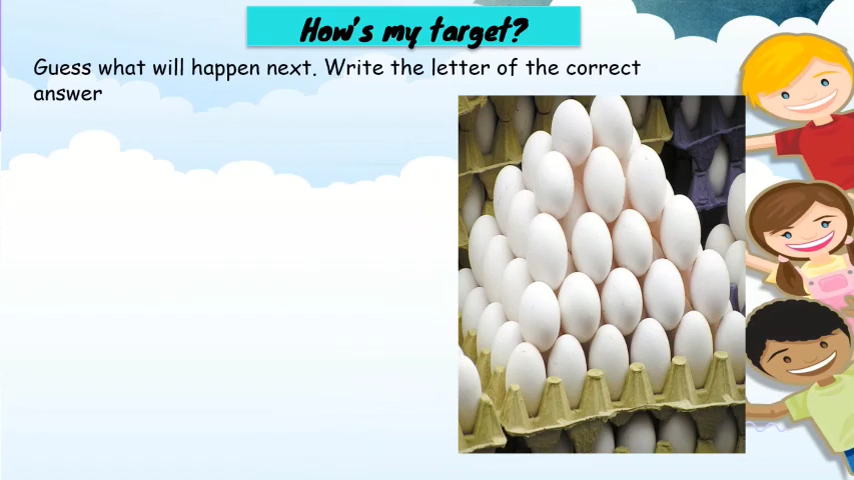 How's my target?
Guess what will happen next. Write the letter of the correct
answer